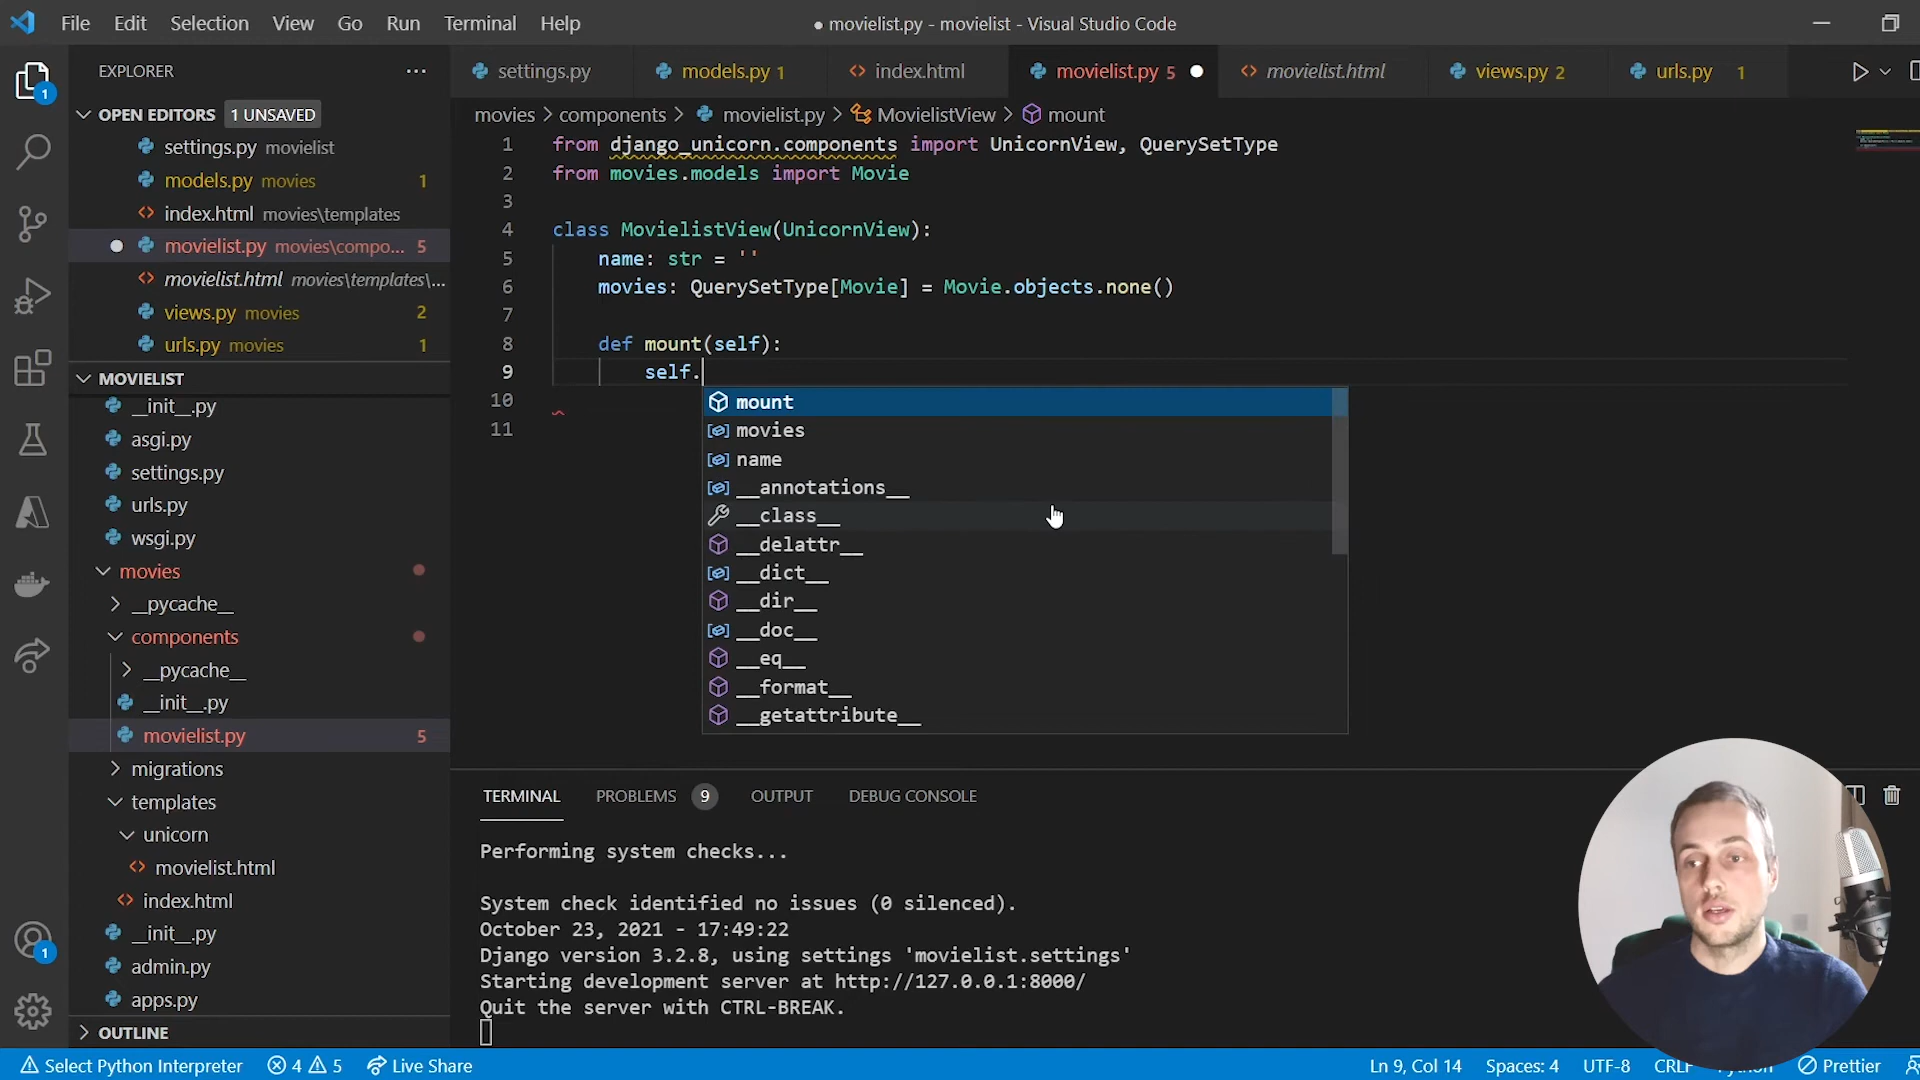 File Edit Selection View Go Run Terminal Help
● movielist.py - movielist - Visual Studio Code
EXPLORER
OPEN EDITORS 1 UNSAVED
settings.py movielist
models.py movies 1
index.html movies\templates
movielist.py movies\compo... 5
movielist.html movies\templates\...
views.py movies 2
urls.py movies 1
MOVIELIST
__init__.py
asgi.py
settings.py
urls.py
wsgi.py
movies
__pycache__
components
__pycache__
__init__.py
movielist.py 5
migrations
templates
unicorn
movielist.html
index.html
__init__.py
admin.py
apps.py
OUTLINE
1
1
settings.py models.py 1 index.html movielist.py 5 movielist.html views.py 2 urls.py 1
movies > components > movielist.py > MovielistView > mount
1 from django_unicorn.components import UnicornView, QuerySetType
2 from movies.models import Movie
3
4 class MovielistView(UnicornView):
5 name: str = ''
6 movies: QuerySetType[Movie] = Movie.objects.none()
7
8 def mount(self):
9 self.
10
11
mount
movies
name
__annotations__
__class__
__delattr__
__dict__
__dir__
__doc__
__eq__
__format__
__getattribute__
TERMINAL PROBLEMS 9 OUTPUT DEBUG CONSOLE
Performing system checks...
System check identified no issues (0 silenced).
October 23, 2021 - 17:49:22
Django version 3.2.8, using settings 'movielist.settings'
Starting development server at http://127.0.0.1:8000/
Quit the server with CTRL-BREAK.
Select Python Interpreter 4 5 Live Share Ln 9, Col 14 Spaces: 4 UTF-8 CRLF Python Prettier